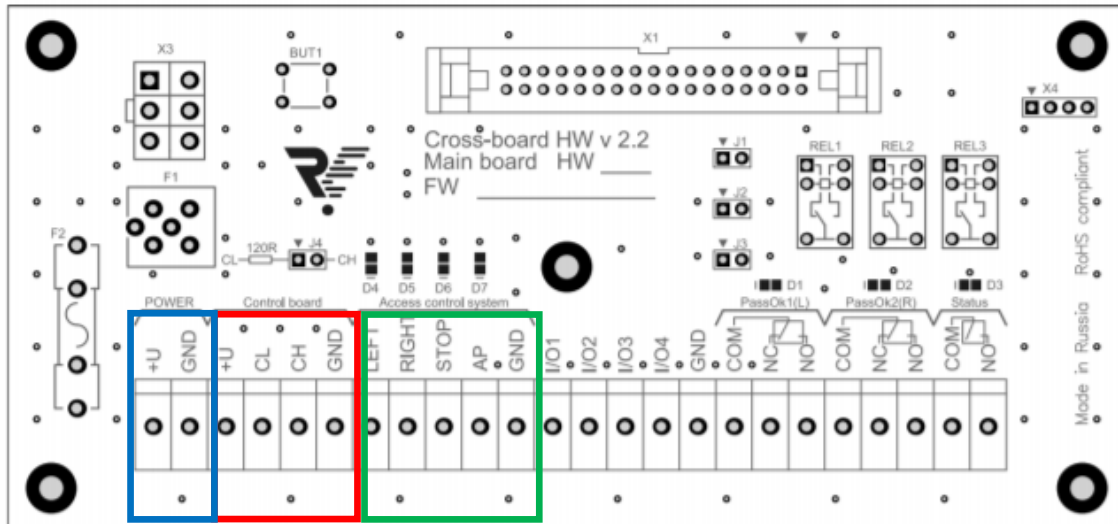 X3
BUT1
X1
X4
Cross-board HW v 2.2
Main board HW
FW
J1
REL1 REL2 REL3
F1
J2
F2
J4
CL 120R CH
J3
D4 D5 D6 D7
D1 D2 D3
POWER Control board Access control system PassOk1(L) PassOk2(R) Status
+U GND +U CL CH GND LEFT RIGHT STOP AP GND I/O1 I/O2 I/O3 I/O4 GND COM NC NO COM NC NO COM NO
Made in Russia RoHS compliant